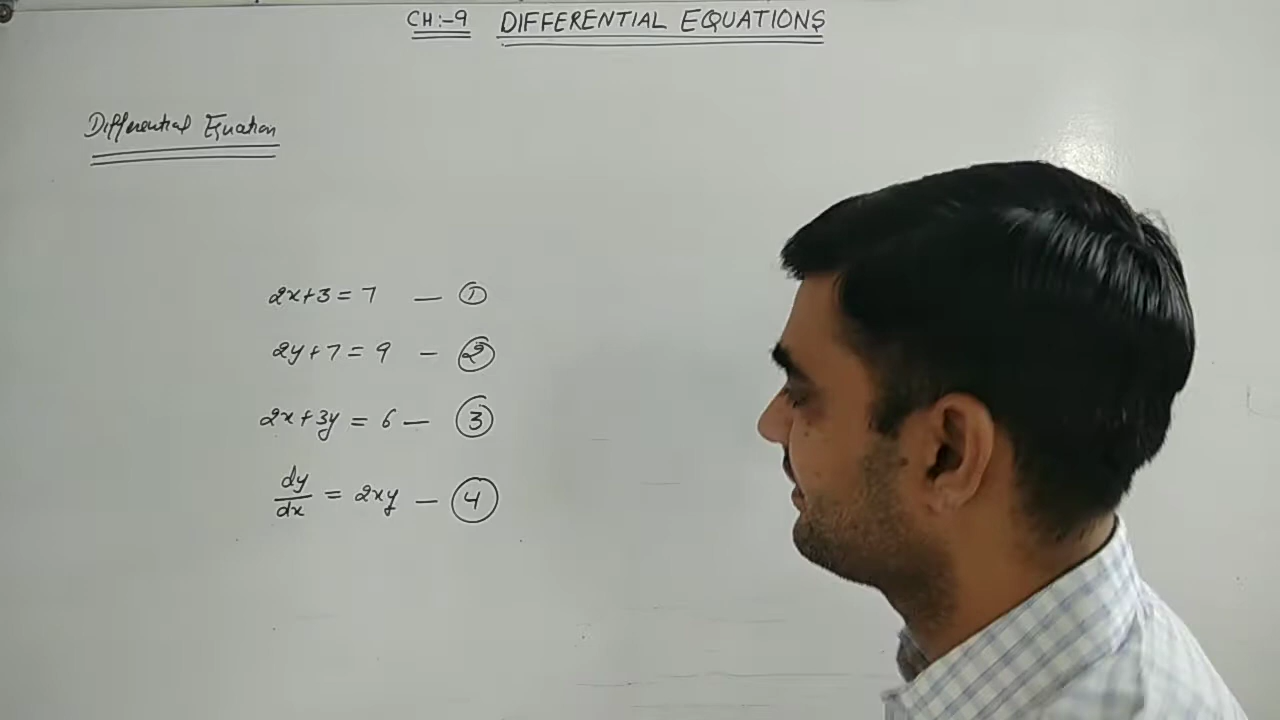 CH:-9 DIFFERENTIAL EQUATIONS
Differential Equation
2x+3 = 7 — ①
2y+7 = 9 — ②
2x+3y = 6 — ③
dy/dx = 2xy — ④